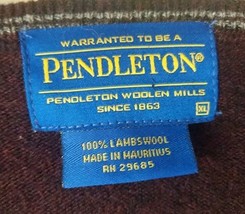 WARRANTED TO BE A
PENDLETON®
PENDLETON WOOLEN MILLS
SINCE 1863
XL
100% LAMBSWOOL
MADE IN MAURITIUS
RN 29685